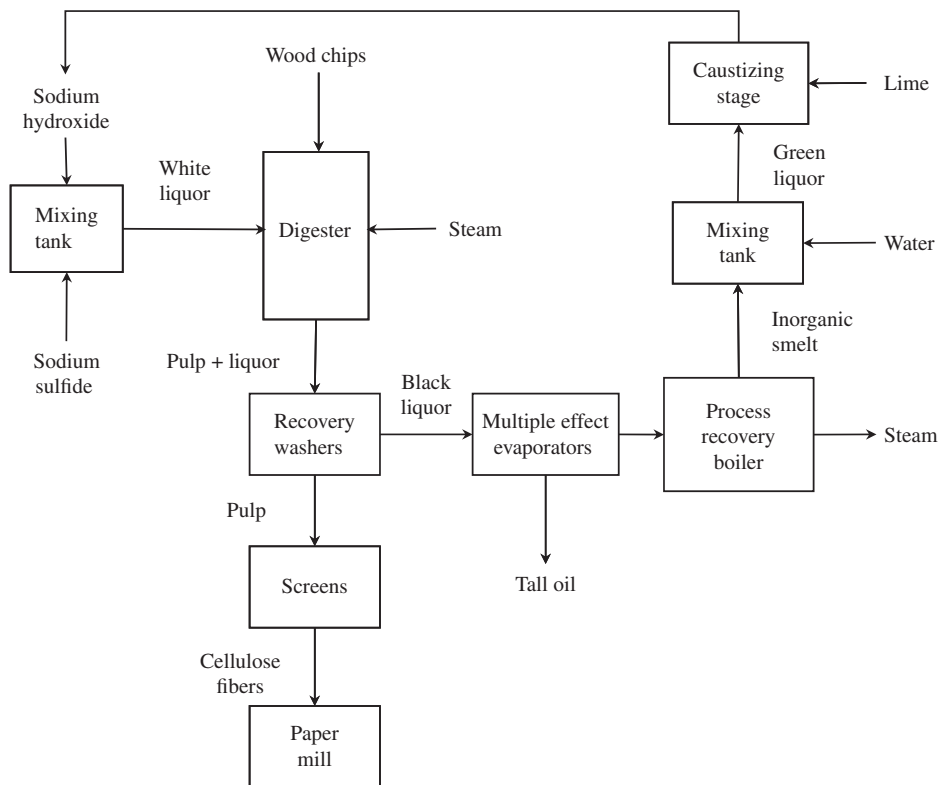 Wood chips
Caustizing
stage
Lime
Sodium
hydroxide
White
liquor
Green
liquor
Mixing
tank
Digester
Steam
Mixing
tank
Water
Sodium
sulfide
Pulp + liquor
Black
liquor
Inorganic
smelt
Recovery
washers
Multiple effect
evaporators
Process
recovery
boiler
Steam
Pulp
Screens
Tall oil
Cellulose
fibers
Paper
mill